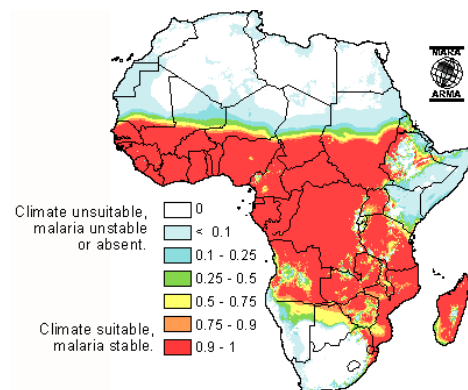 MARA
ARMA
Climate unsuitable,
malaria unstable
or absent.
0
< 0.1
0.1 - 0.25
0.25 - 0.5
0.5 - 0.75
0.75 - 0.9
0.9 - 1
Climate suitable,
malaria stable.